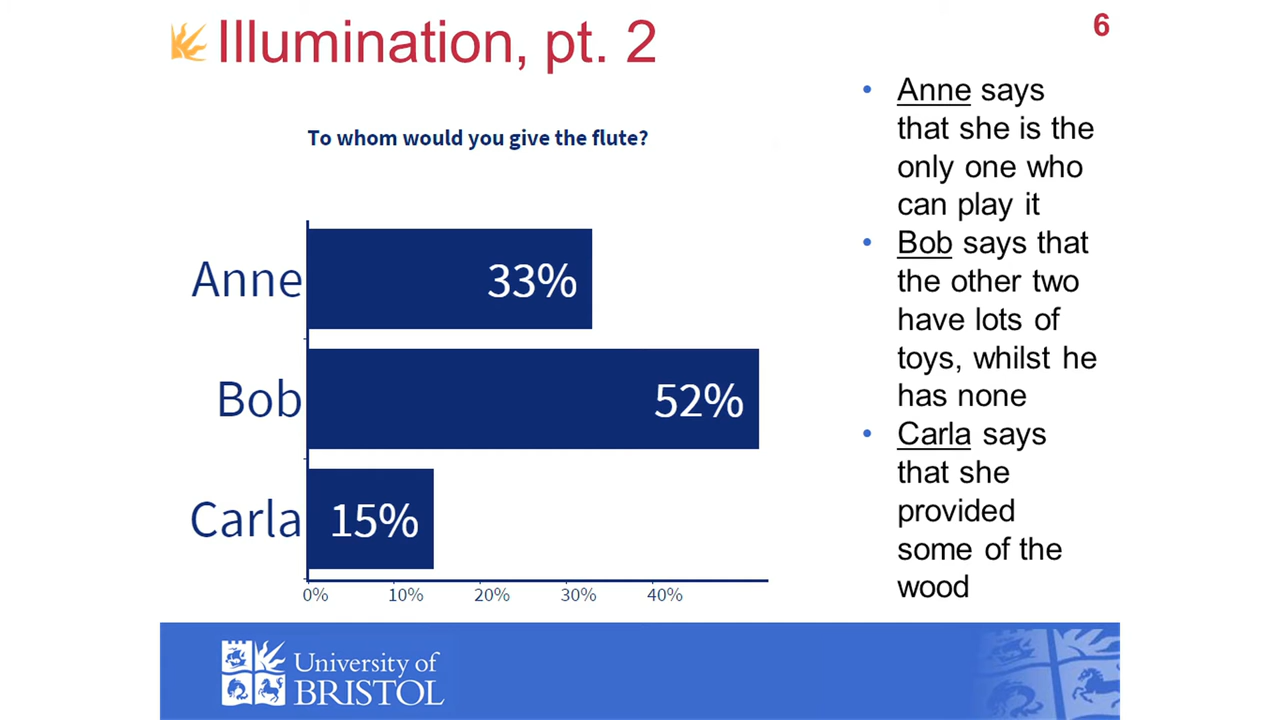 Illumination, pt. 2
6
To whom would you give the flute?
Anne
33%
Bob
52%
Carla
15%
0%
10%
20%
30%
40%
• Anne says
that she is the
only one who
can play it
• Bob says that
the other two
have lots of
toys, whilst he
has none
• Carla says
that she
provided
some of the
wood
University of
BRISTOL